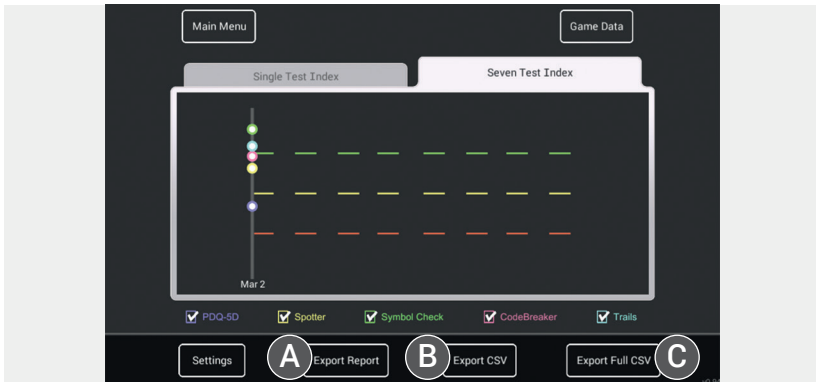 Main Menu
Game Data
Single Test Index
Seven Test Index
Mar 2
PDQ-5D
Spotter
Symbol Check
CodeBreaker
Trails
Settings
A
Export Report
B
Export CSV
Export Full CSV
C